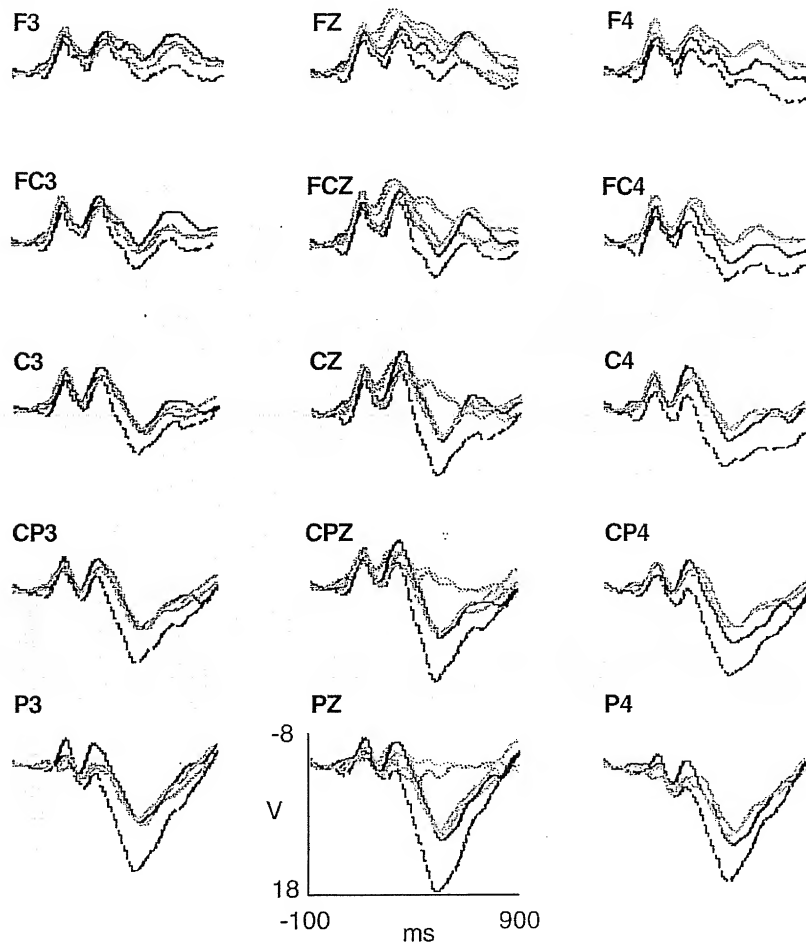 F3 FZ F4
FC3 FCZ FC4
C3 CZ C4
CP3 CPZ CP4
P3 PZ P4
-8
V
18
-100 900
ms